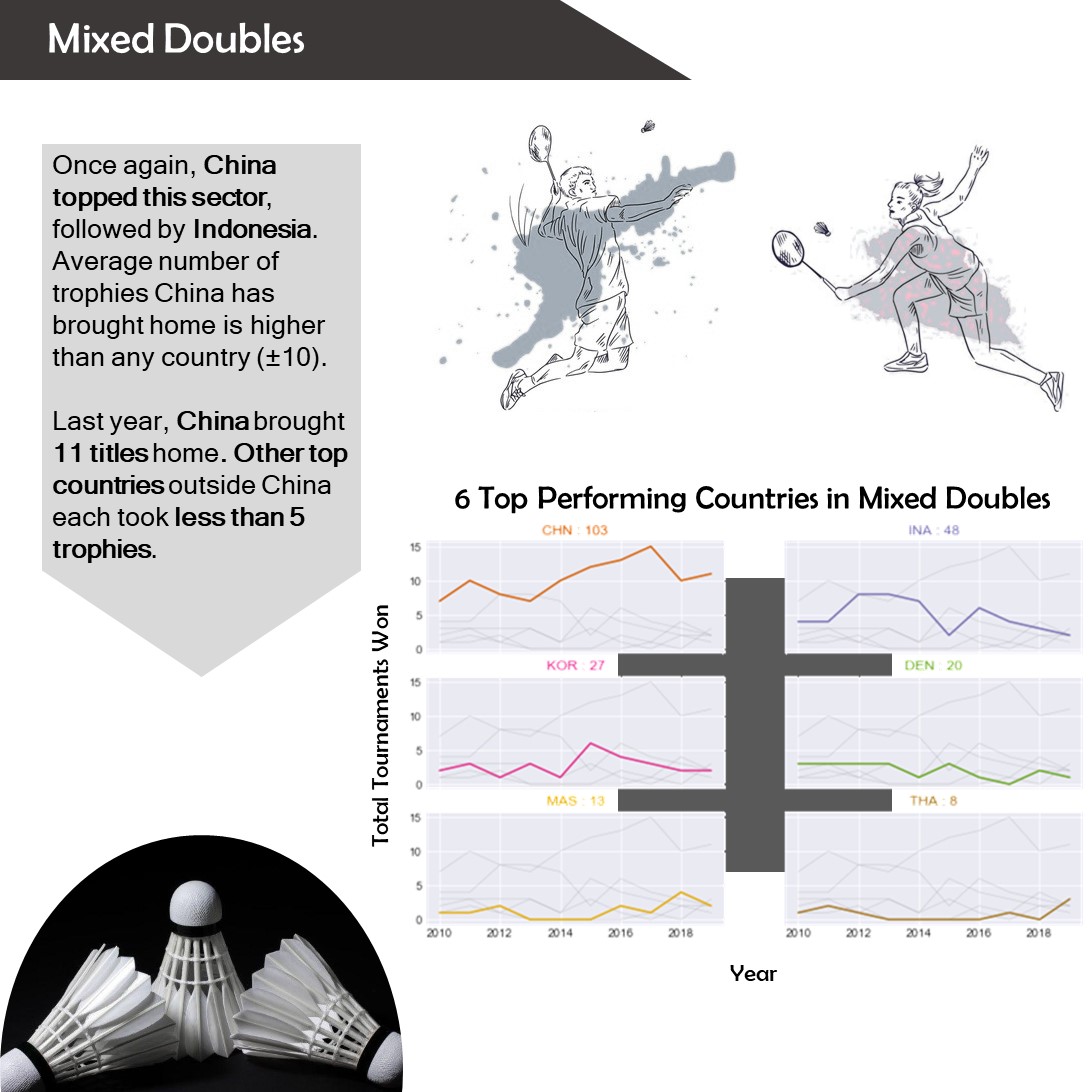 Mixed Doubles
Once again, China
topped this sector,
followed by Indonesia.
Average number of
trophies China has
brought home is higher
than any country (±10).
Last year, China brought
11 titles home. Other top
countries outside China
each took less than 5
trophies.
6 Top Performing Countries in Mixed Doubles
Total Tournaments Won
CHN : 103
15
10
5
0
INA : 48
KOR : 27
15
10
5
0
DEN : 20
MAS : 13
15
10
5
0
2010 2012 2014 2016 2018
THA : 8
2010 2012 2014 2016 2018
Year